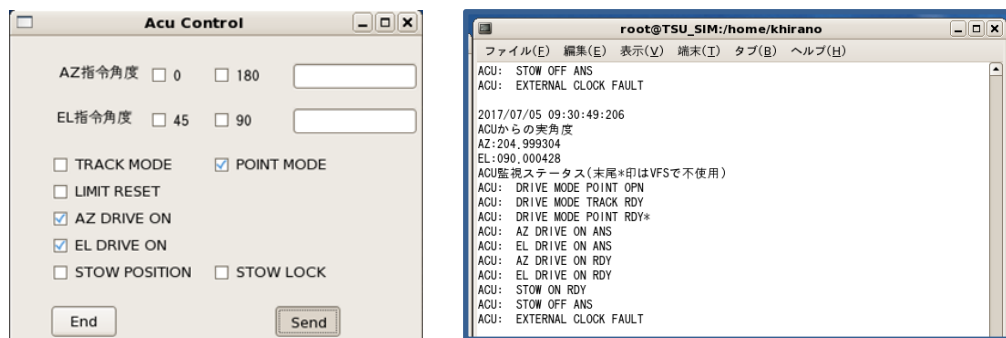 Acu Control
AZ指令角度 0 180
EL指令角度 45 90
TRACK MODE POINT MODE
LIMIT RESET
AZ DRIVE ON
EL DRIVE ON
STOW POSITION STOW LOCK
End Send
root@TSU_SIM:/home/khirano
ファイル(F) 編集(E) 表示(V) 端末(T) タブ(B) ヘルプ(H)
ACU: STOW OFF ANS
ACU: EXTERNAL CLOCK FAULT
2017/07/05 09:30:49:206
ACUからの実角度
AZ:204.999304
EL:090.000428
ACU監視ステータス(末尾*印はVFSで不使用)
ACU: DRIVE MODE POINT OPN
ACU: DRIVE MODE TRACK RDY
ACU: DRIVE MODE POINT RDY*
ACU: AZ DRIVE ON ANS
ACU: EL DRIVE ON ANS
ACU: AZ DRIVE ON RDY
ACU: EL DRIVE ON RDY
ACU: STOW ON RDY
ACU: STOW OFF ANS
ACU: EXTERNAL CLOCK FAULT